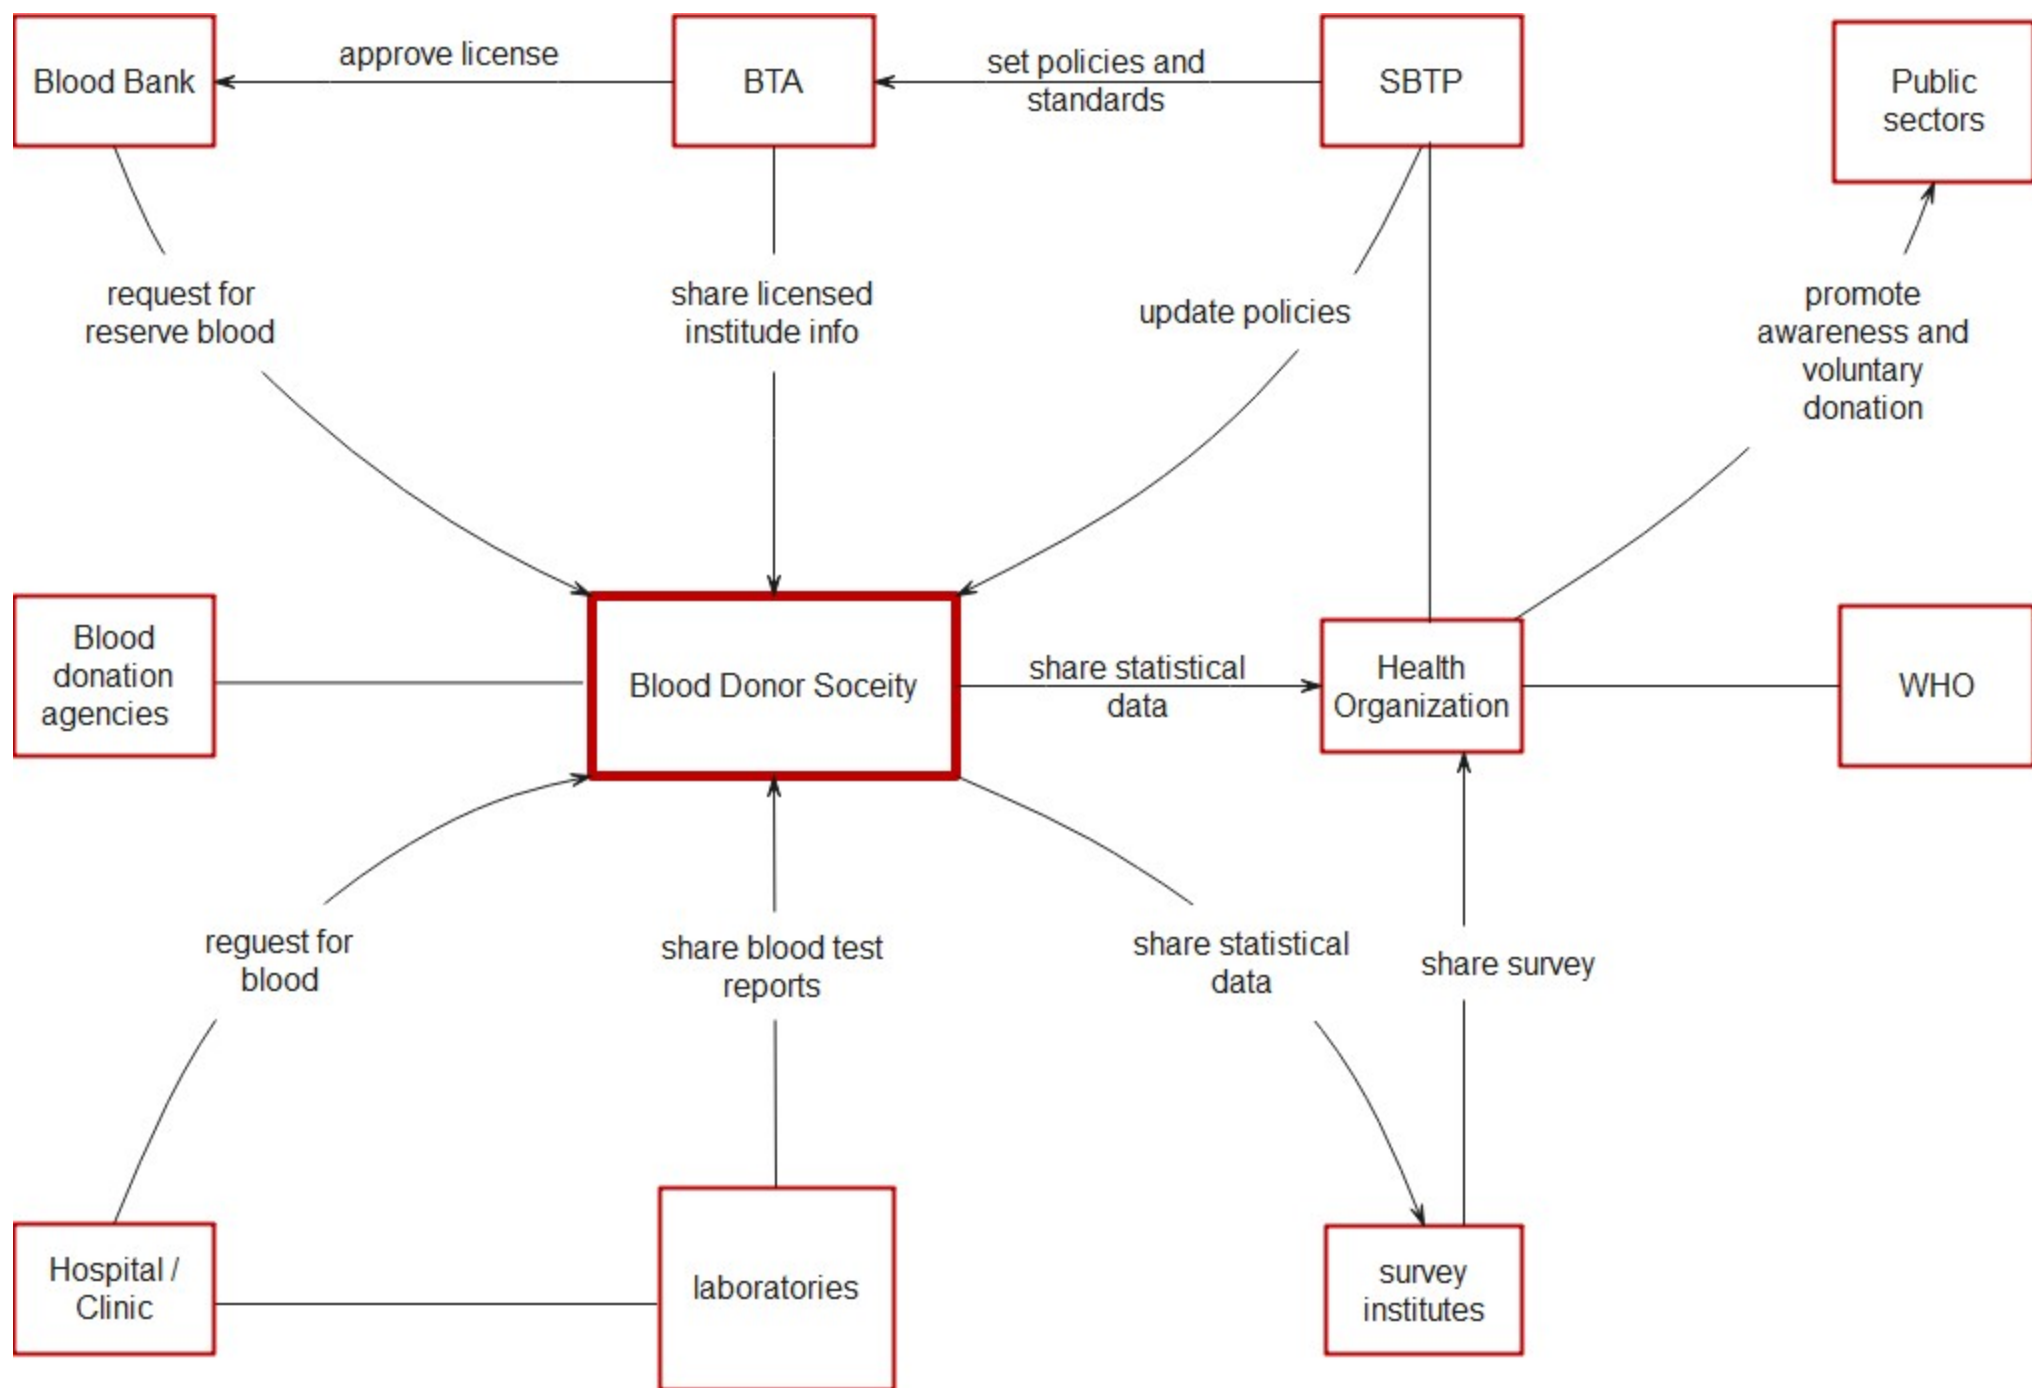 Blood Bank
approve license
BTA
set policies and
standards
SBTP
Public
sectors
request for
reserve blood
share licensed
institude info
update policies
promote
awareness and
voluntary
donation
Blood
donation
agencies
Blood Donor Soceity
share statistical
data
Health
Organization
WHO
reguest for
blood
share blood test
reports
share statistical
data
share survey
Hospital /
Clinic
laboratories
survey
institutes